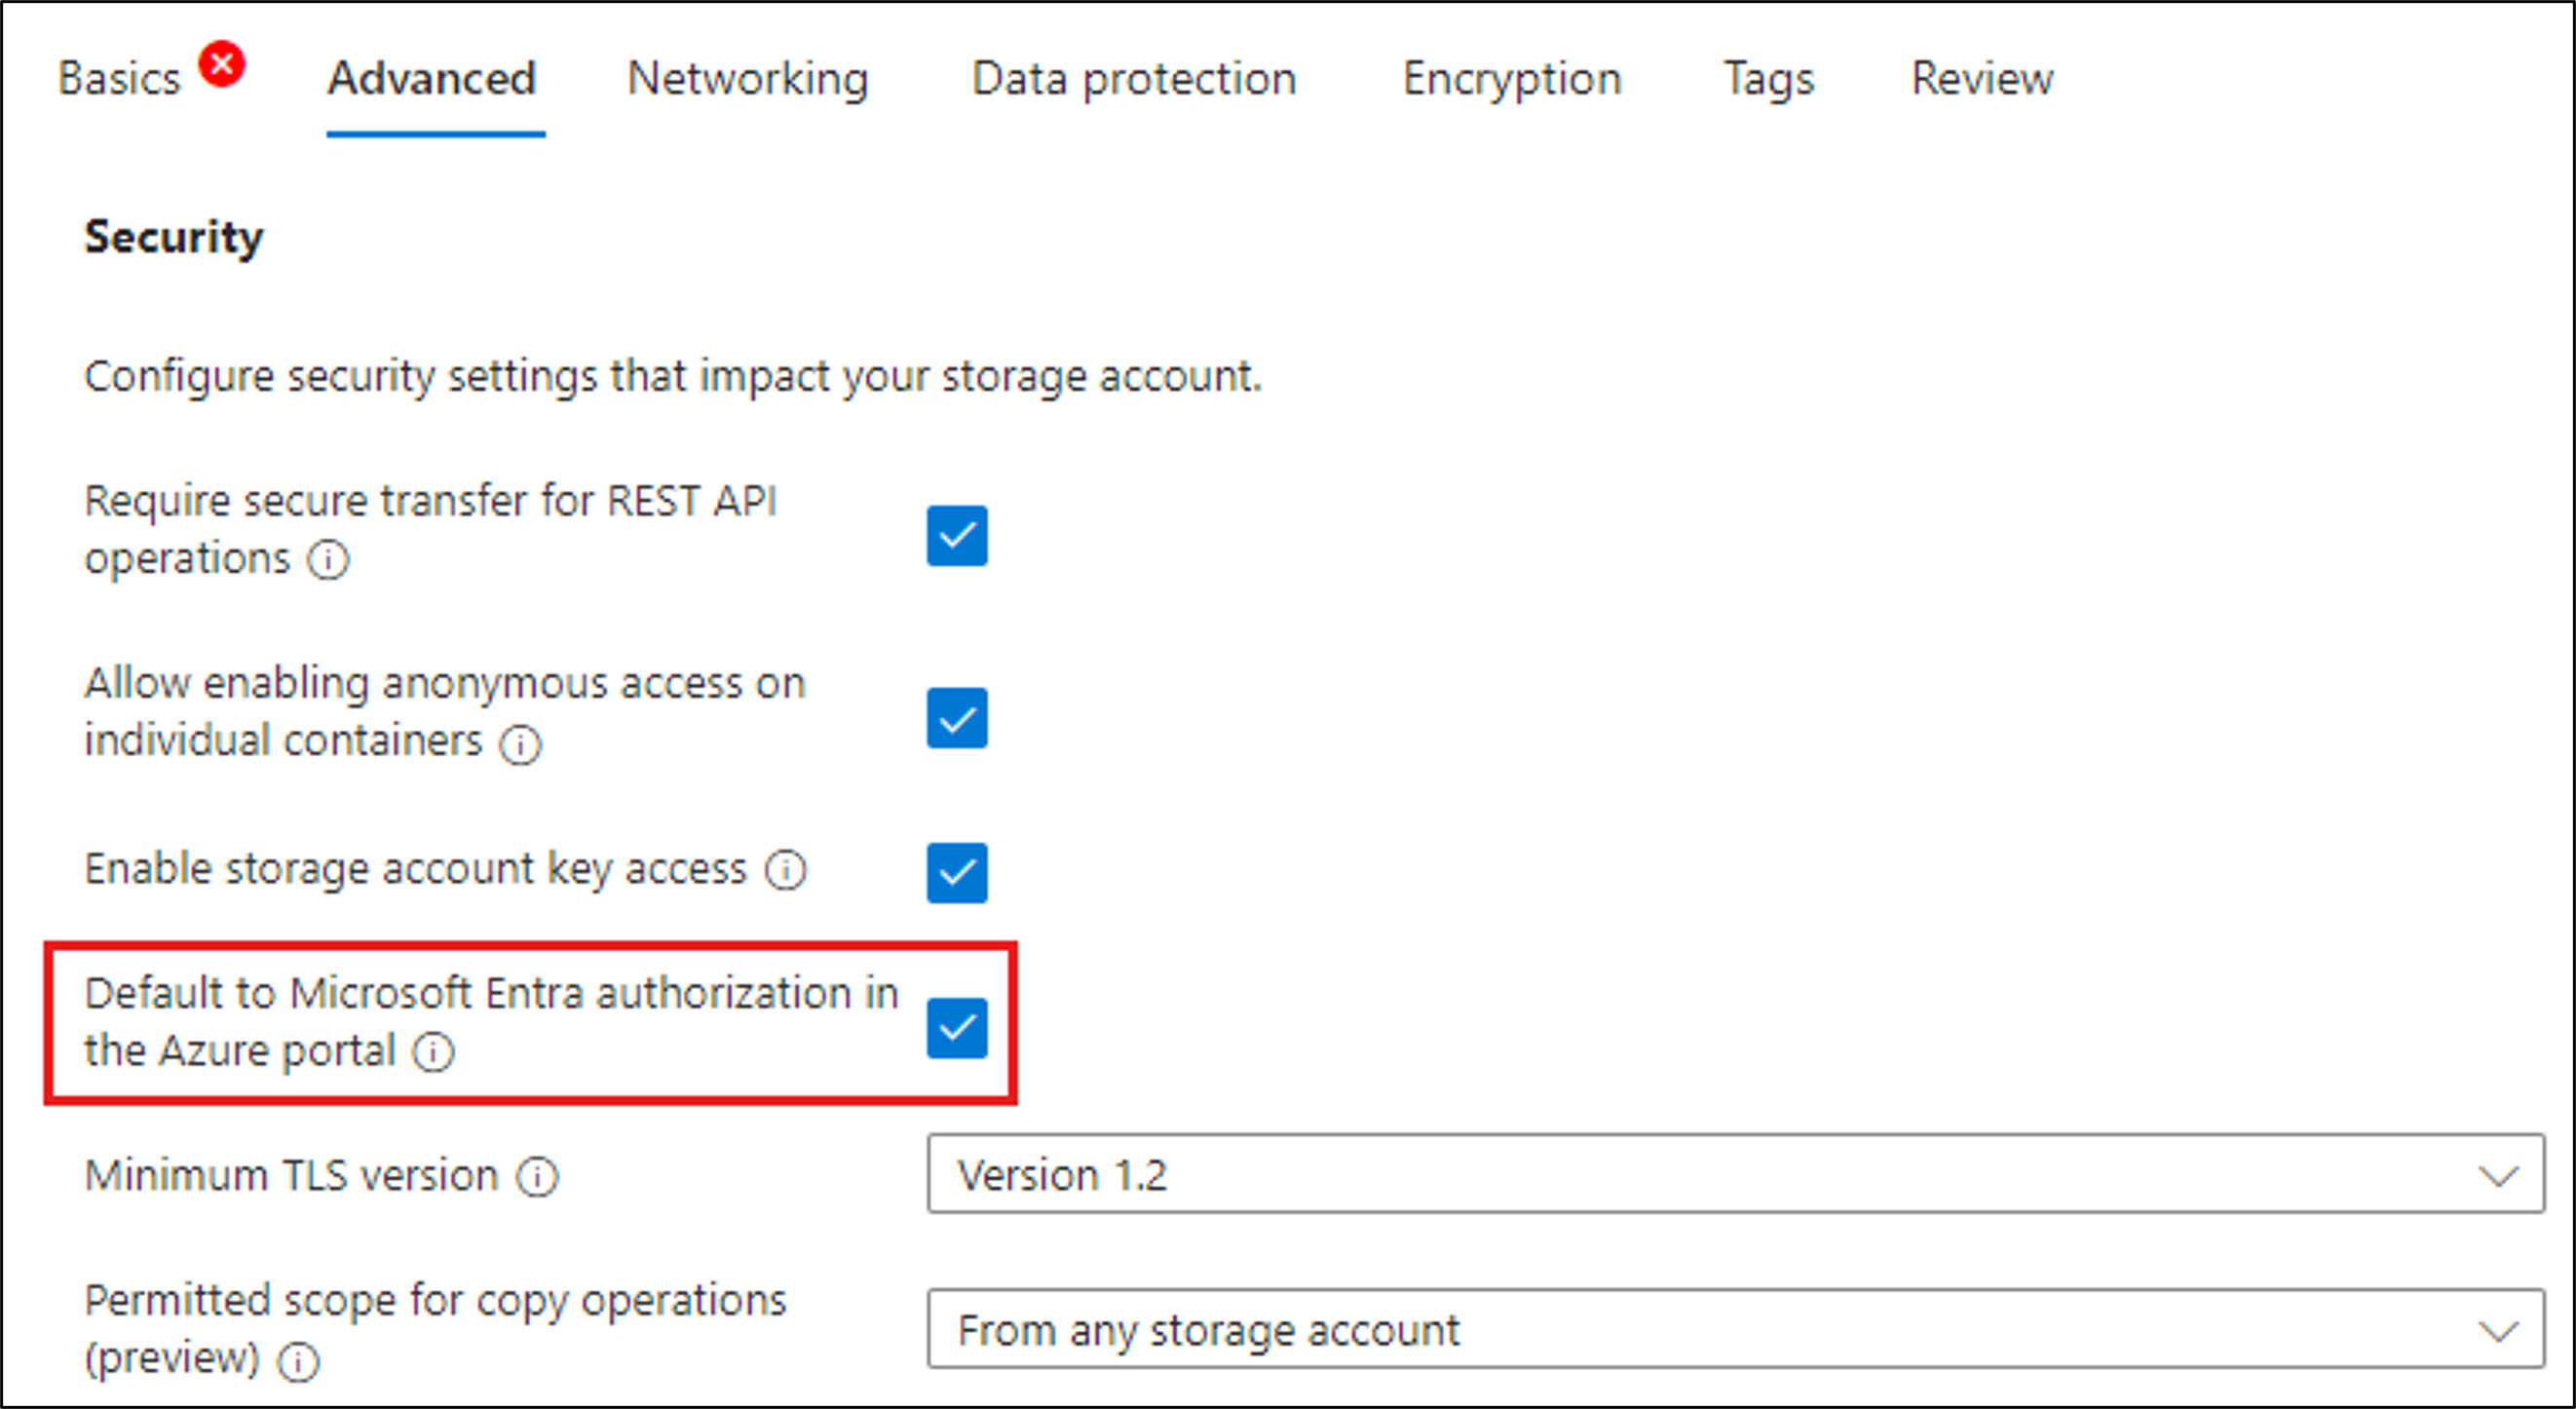 Basics Advanced Networking Data protection Encryption Tags Review
Security
Configure security settings that impact your storage account.
Require secure transfer for REST API
operations
Allow enabling anonymous access on
individual containers
Enable storage account key access
Default to Microsoft Entra authorization in
the Azure portal
Minimum TLS version Version 1.2
Permitted scope for copy operations
(preview)
From any storage account